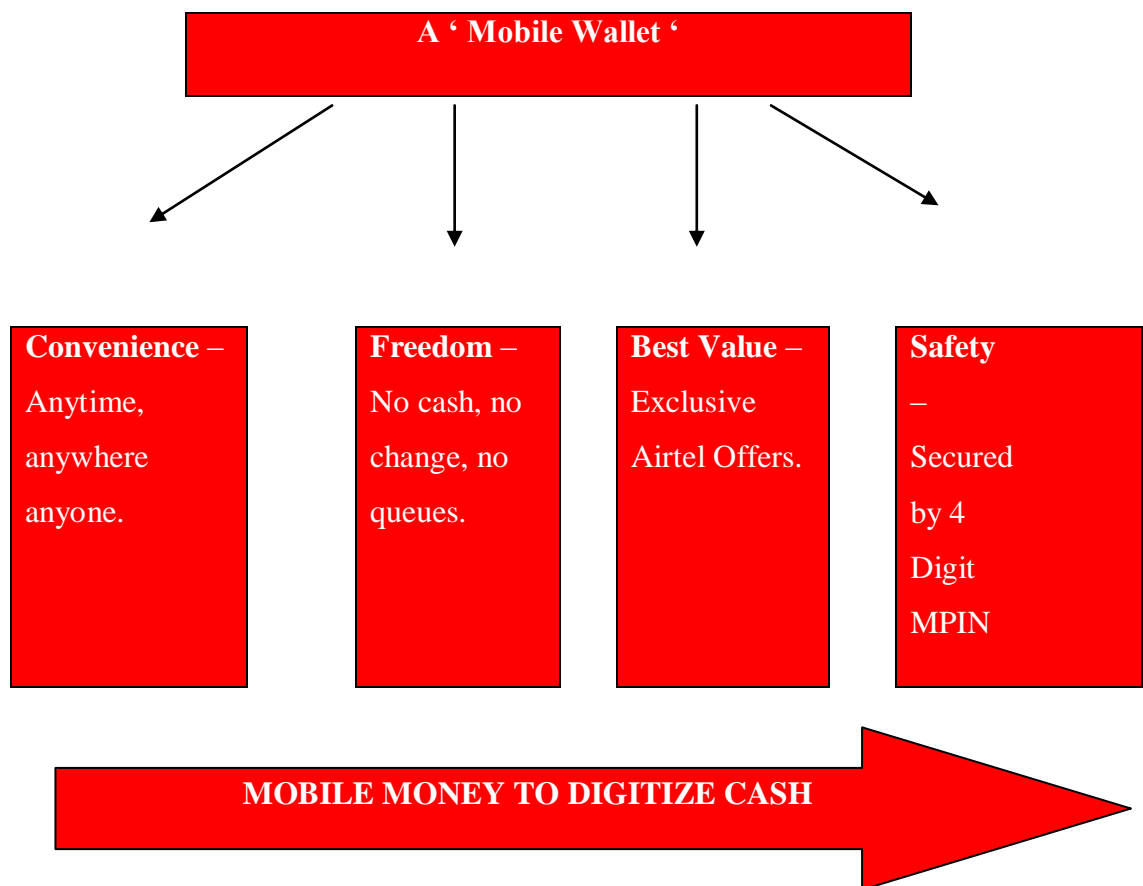 A ‘ Mobile Wallet ‘
Convenience –
Anytime,
anywhere
anyone.
Freedom –
No cash, no
change, no
queues.
Best Value –
Exclusive
Airtel Offers.
Safety
–
Secured
by 4
Digit
MPIN
MOBILE MONEY TO DIGITIZE CASH